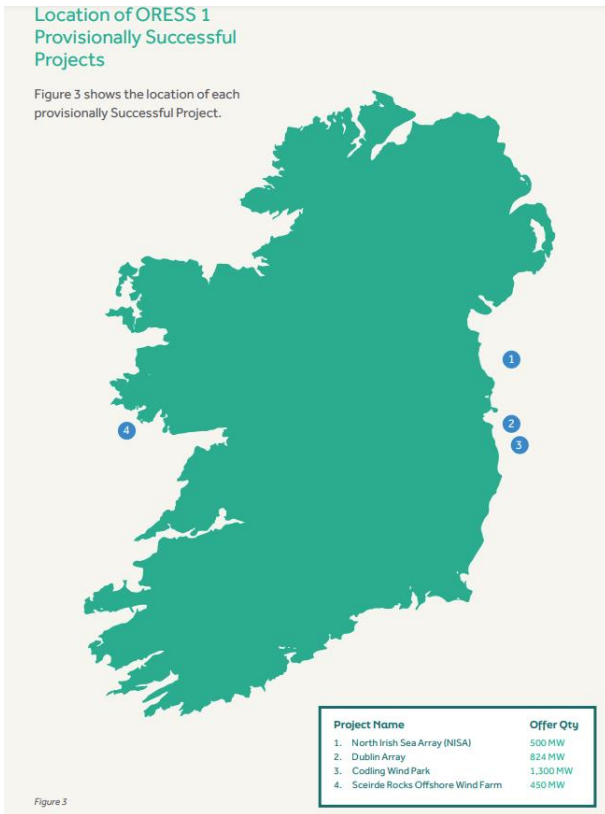 Location of ORESS 1
Provisionally Successful
Projects
Figure 3 shows the location of each
provisionally Successful Project.
1
2
3
4
Project Name Offer Qty
1. North Irish Sea Array (NISA) 500 MW
2. Dublin Array 824 MW
3. Codling Wind Park 1,300 MW
4. Sceirde Rocks Offshore Wind Farm 450 MW
Figure 3